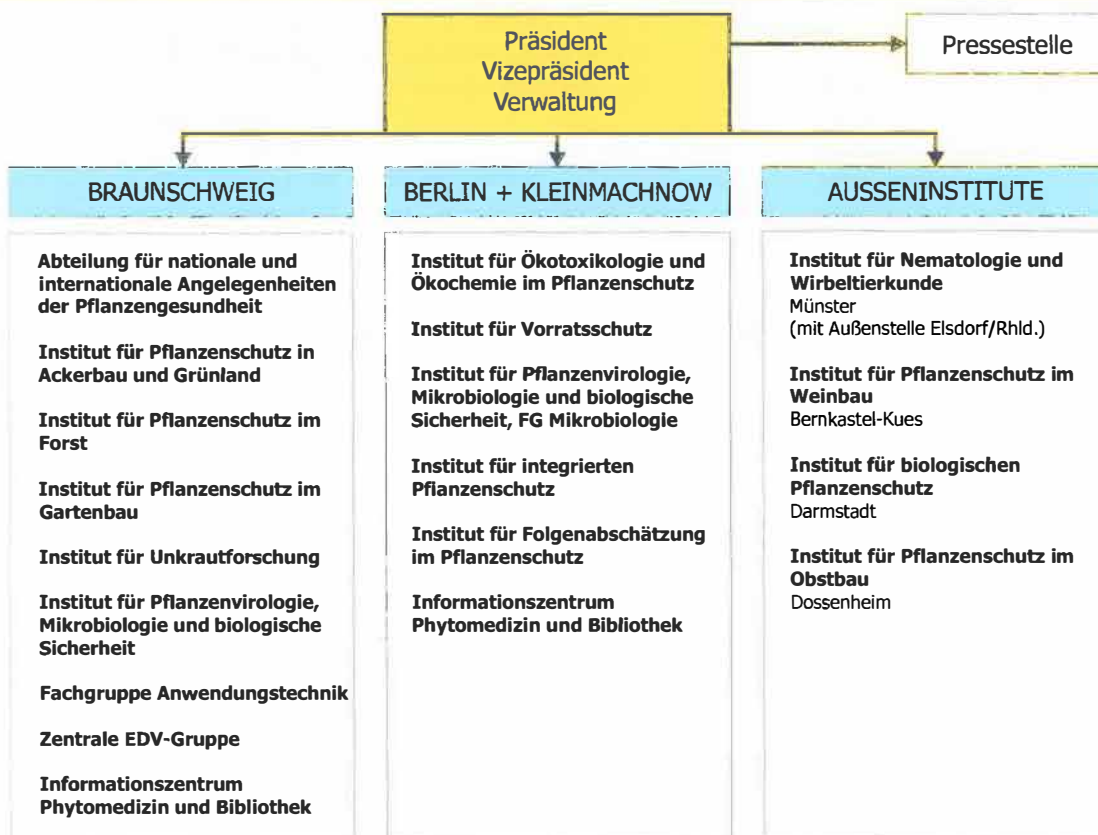 Präsident
Vizepräsident
Verwaltung
Pressestelle
BRAUNSCHWEIG
Abteilung für nationale und
internationale Angelegenheiten
der Pflanzengesundheit
Institut für Pflanzenschutz in
Ackerbau und Grünland
Institut für Pflanzenschutz im
Forst
Institut für Pflanzenschutz im
Gartenbau
Institut für Unkrautforschung
Institut für Pflanzenvirologie,
Mikrobiologie und biologische
Sicherheit
Fachgruppe Anwendungstechnik
Zentrale EDV-Gruppe
Informationszentrum
Phytomedizin und Bibliothek
BERLIN + KLEINMACHNOW
Institut für Ökotoxikologie und
Ökochemie im Pflanzenschutz
Institut für Vorratsschutz
Institut für Pflanzenvirologie,
Mikrobiologie und biologische
Sicherheit, FG Mikrobiologie
Institut für integrierten
Pflanzenschutz
Institut für Folgenabschätzung
im Pflanzenschutz
Informationszentrum
Phytomedizin und Bibliothek
AUSSENINSTITUTE
Institut für Nematologie und
Wirbeltierkunde
Münster
(mit Außenstelle Elsdorf/Rhld.)
Institut für Pflanzenschutz im
Weinbau
Bernkastel-Kues
Institut für biologischen
Pflanzenschutz
Darmstadt
Institut für Pflanzenschutz im
Obstbau
Dossenheim